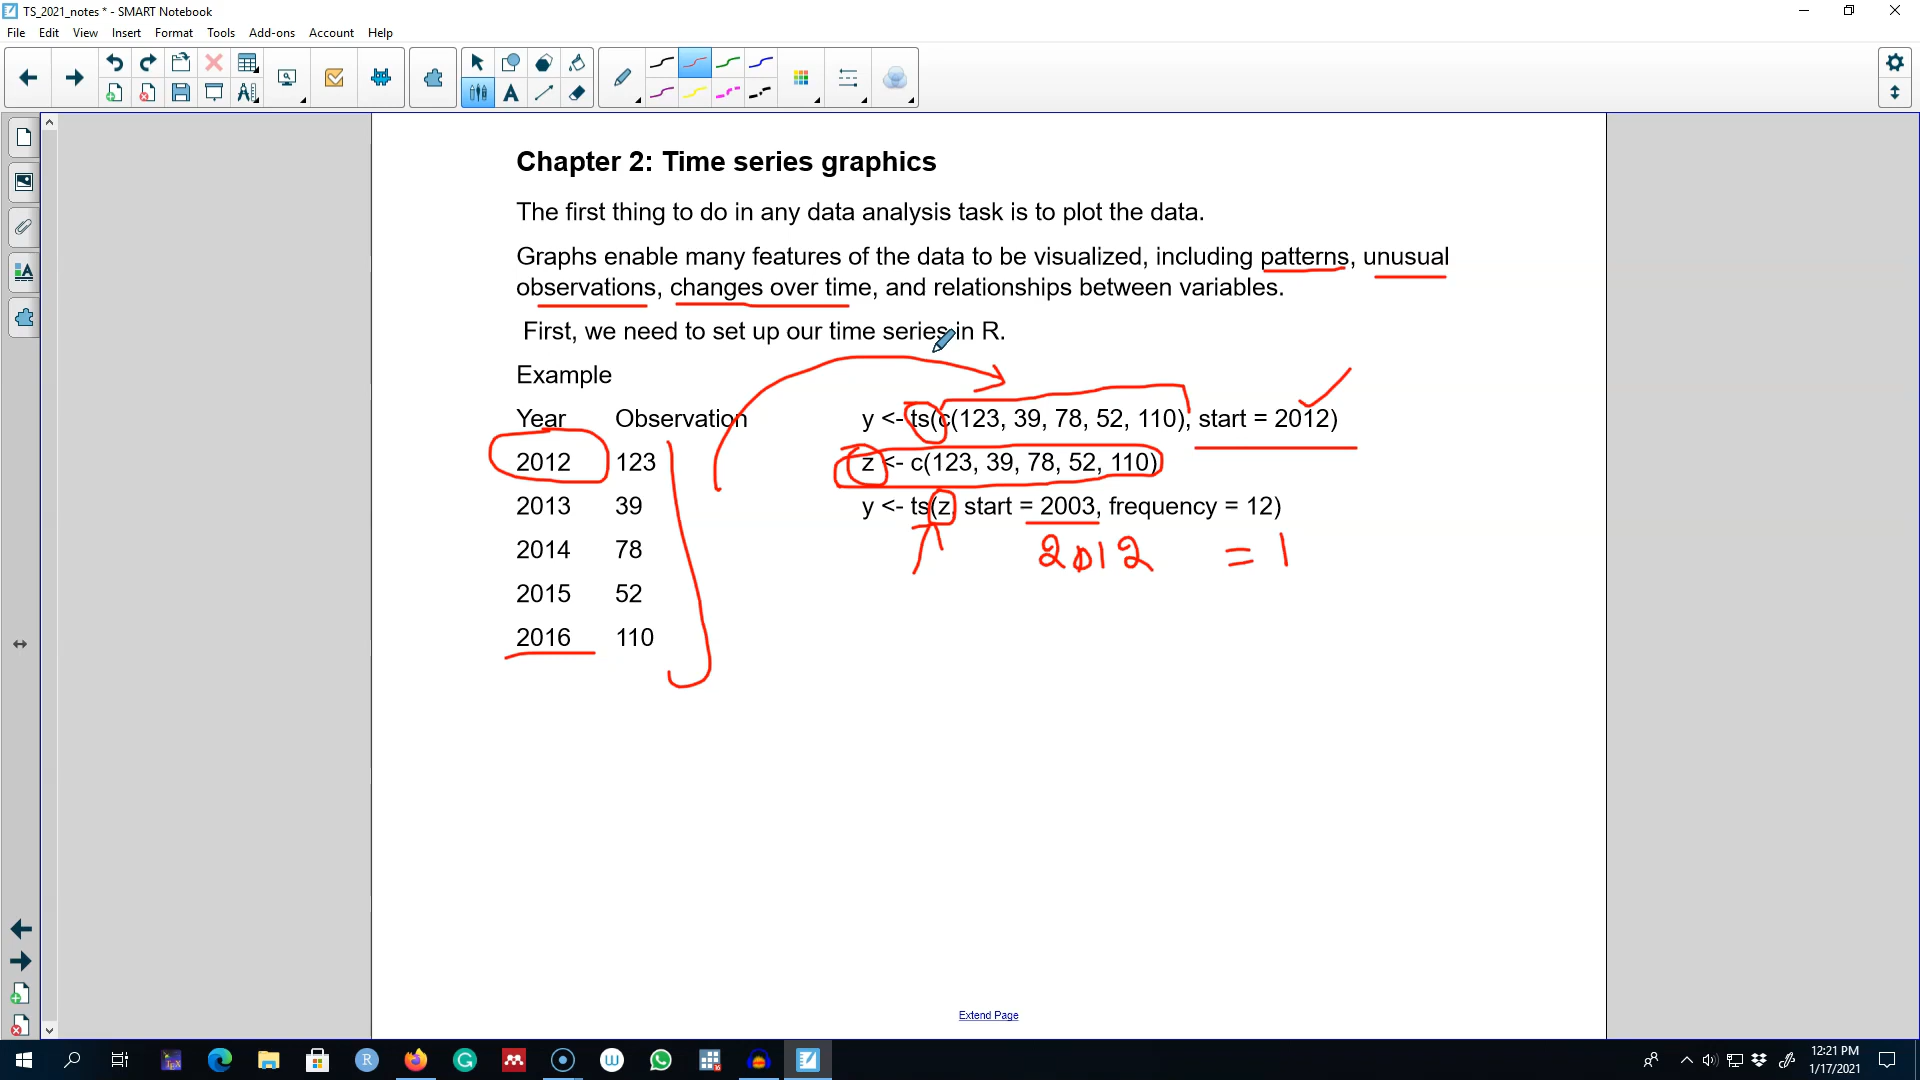 TS_2021_notes * - SMART Notebook
File Edit View Insert Format Tools Add-ons Account Help
Chapter 2: Time series graphics
The first thing to do in any data analysis task is to plot the data.
Graphs enable many features of the data to be visualized, including patterns, unusual
observations, changes over time, and relationships between variables.
First, we need to set up our time series in R.
Example
Year Observation
2012 123
2013 39
2014 78
2015 52
2016 110
y <- ts(c(123, 39, 78, 52, 110), start = 2012)
z <- c(123, 39, 78, 52, 110)
y <- ts(z, start = 2003, frequency = 12)
2012 = 1
Extend Page
12:21 PM
1/17/2021